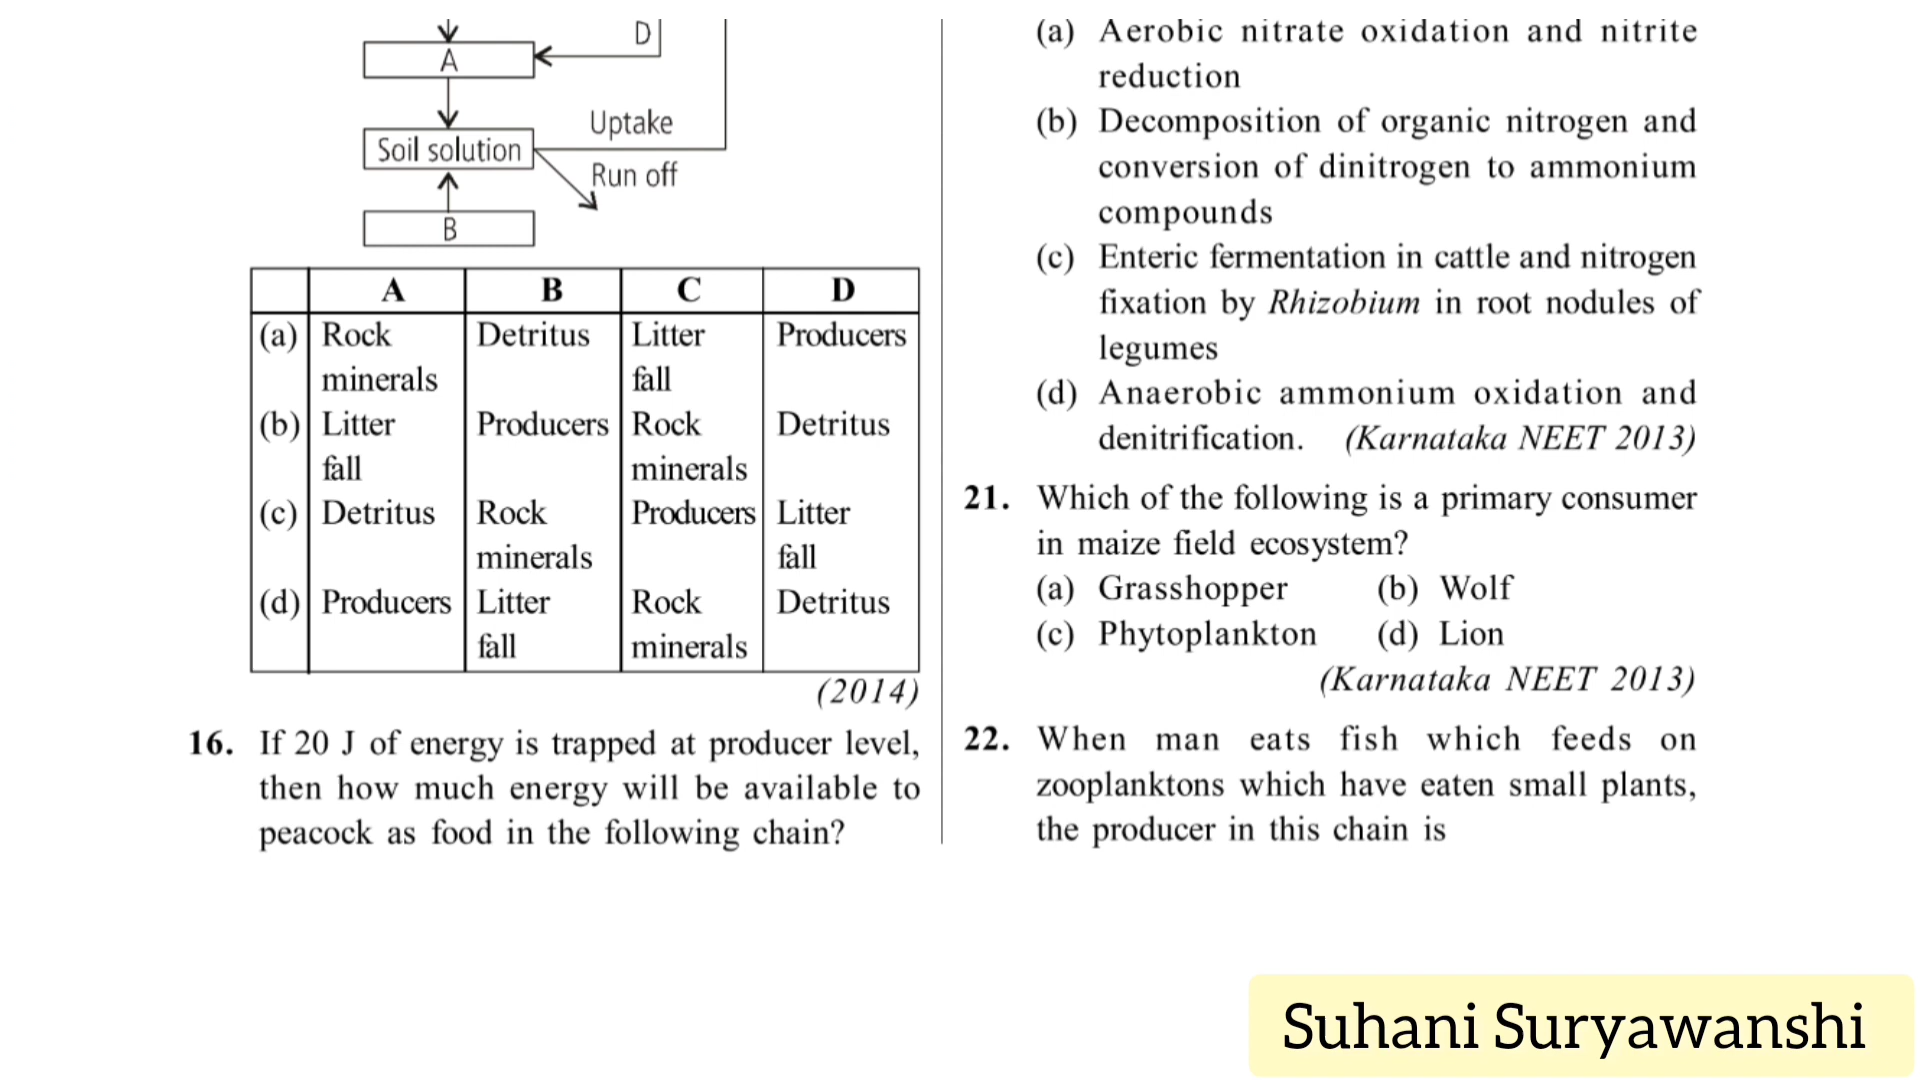 D
A
Uptake
Soil solution
Run off
B
A B C D
(a) Rock minerals Detritus Litter fall Producers
(b) Litter fall Producers Rock minerals Detritus
(c) Detritus Rock minerals Producers Litter fall
(d) Producers Litter fall Rock minerals Detritus
(2014)
16. If 20 J of energy is trapped at producer level,
then how much energy will be available to
peacock as food in the following chain?
(a) Aerobic nitrate oxidation and nitrite
reduction
(b) Decomposition of organic nitrogen and
conversion of dinitrogen to ammonium
compounds
(c) Enteric fermentation in cattle and nitrogen
fixation by Rhizobium in root nodules of
legumes
(d) Anaerobic ammonium oxidation and
denitrification. (Karnataka NEET 2013)
21. Which of the following is a primary consumer
in maize field ecosystem?
(a) Grasshopper (b) Wolf
(c) Phytoplankton (d) Lion
(Karnataka NEET 2013)
22. When man eats fish which feeds on
zooplanktons which have eaten small plants,
the producer in this chain is
Suhani Suryawanshi